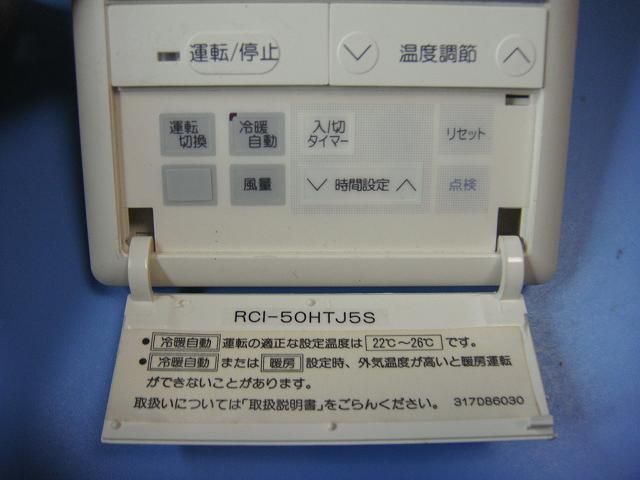 運転/停止
温度調節
運転
切換
冷暖
自動
入/切
タイマー
リセット
風量
時間設定
点検
RCI-50HTJ5S
●冷暖自動 運転の適正な設定温度は 22℃~26℃ です。
●冷暖自動 または 暖房 設定時、外気温度が高いと暖房運転
ができないことがあります。
取扱いについては「取扱説明書」をごらんください。 317D86030